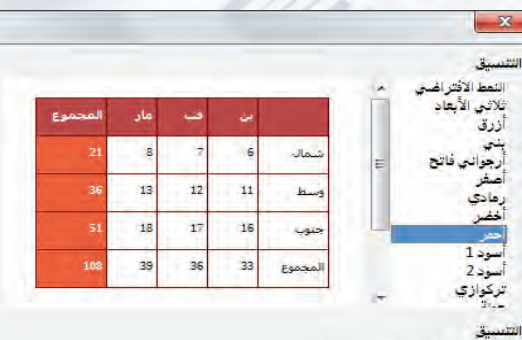 التنسيق
النمط الافتراضي
ثلاثي الأبعاد
أزرق
بني
أرجواني فاتح
أصفر
رمادي
أخضر
أحمر
أسود 1
أسود 2
تركوازي
ين فب مار المجموع
شمال 6 7 8 21
وسط 11 12 13 36
جنوب 16 17 18 51
المجموع 33 36 39 108
التنسيق